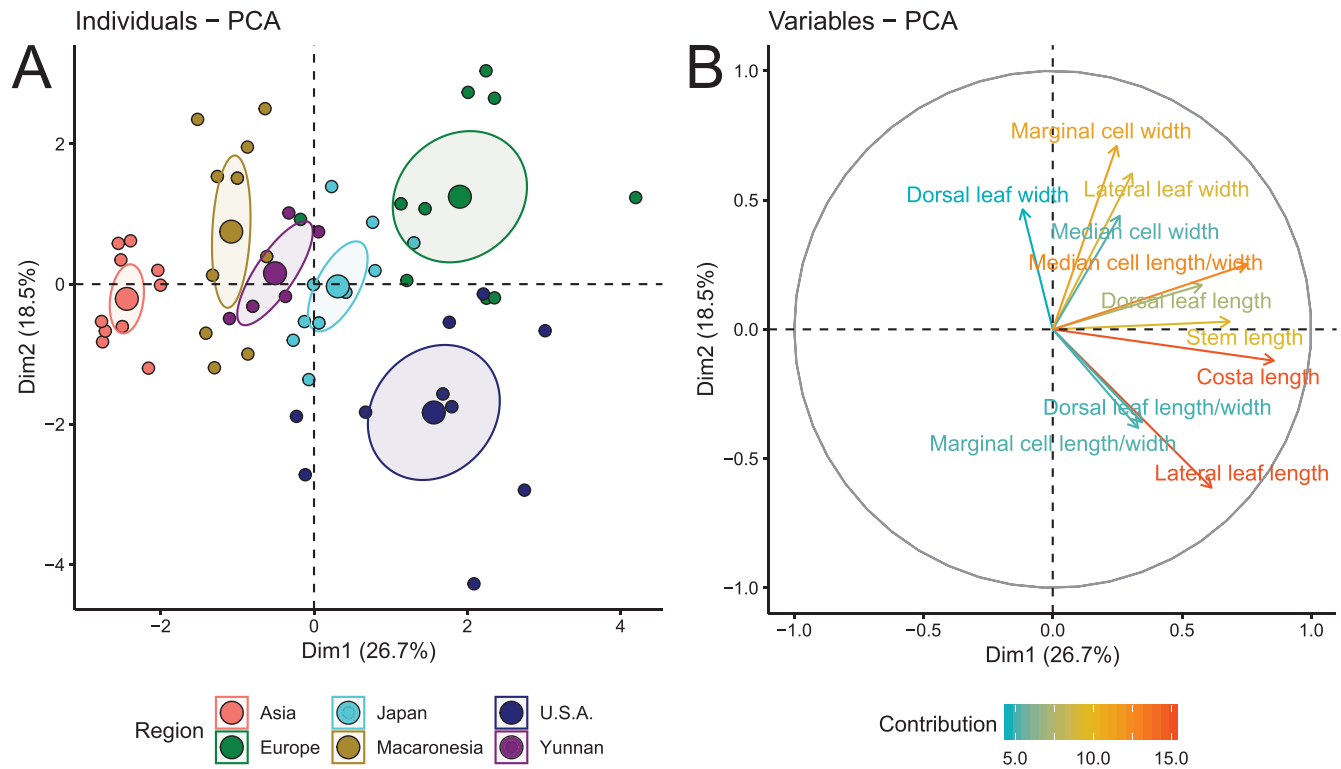 Individuals − PCA
A
Dim2 (18.5%)
2
0
−2
−4
−2
0
2
4
Dim1 (26.7%)
Region
Asia
Japan
U.S.A.
Europe
Macaronesia
Yunnan
Variables − PCA
B
Dim2 (18.5%)
1.0
0.5
0.0
−0.5
−1.0
Marginal cell width
Dorsal leaf width
Lateral leaf width
Median cell width
Median cell length/width
Dorsal leaf length
Stem length
Costa length
Dorsal leaf length/width
Marginal cell length/width
Lateral leaf length
−1.0
−0.5
0.0
0.5
1.0
Dim1 (26.7%)
Contribution
5.0
10.0
15.0